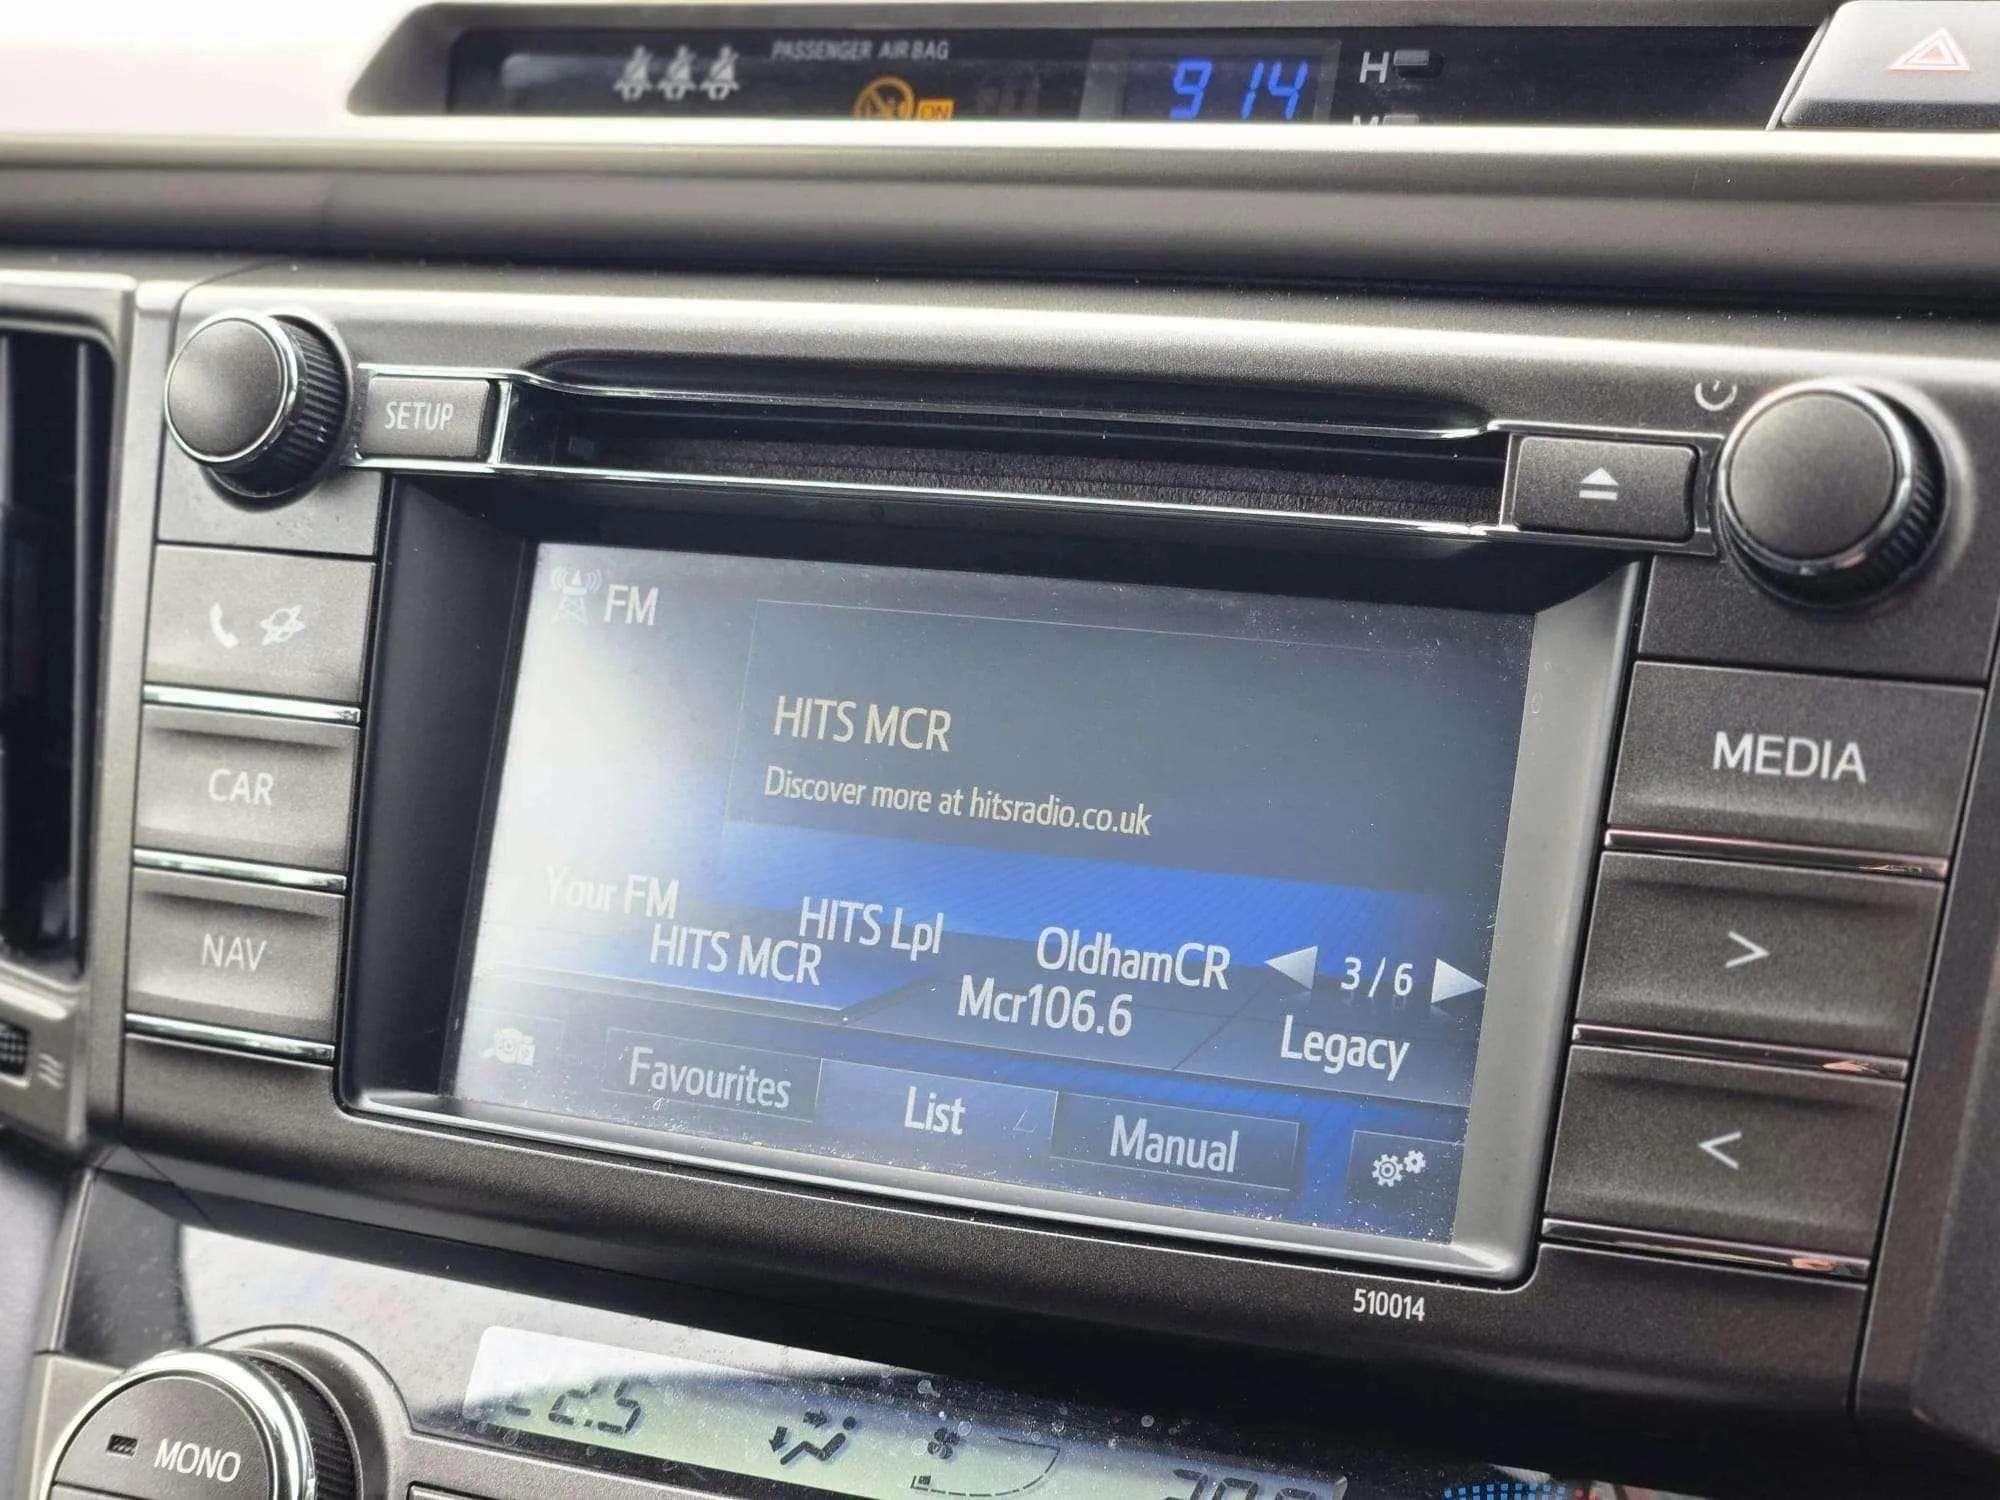 PASSENGER AIR BAG
9 14
H
SETUP
FM
HITS MCR
MEDIA
CAR
Discover more at hitsradio.co.uk
Your FM
HITS Lpl
OldhamCR
3 / 6
>
NAV
HITS MCR
Mcr106.6
Legacy
Favourites
List
Manual
<
510014
MONO